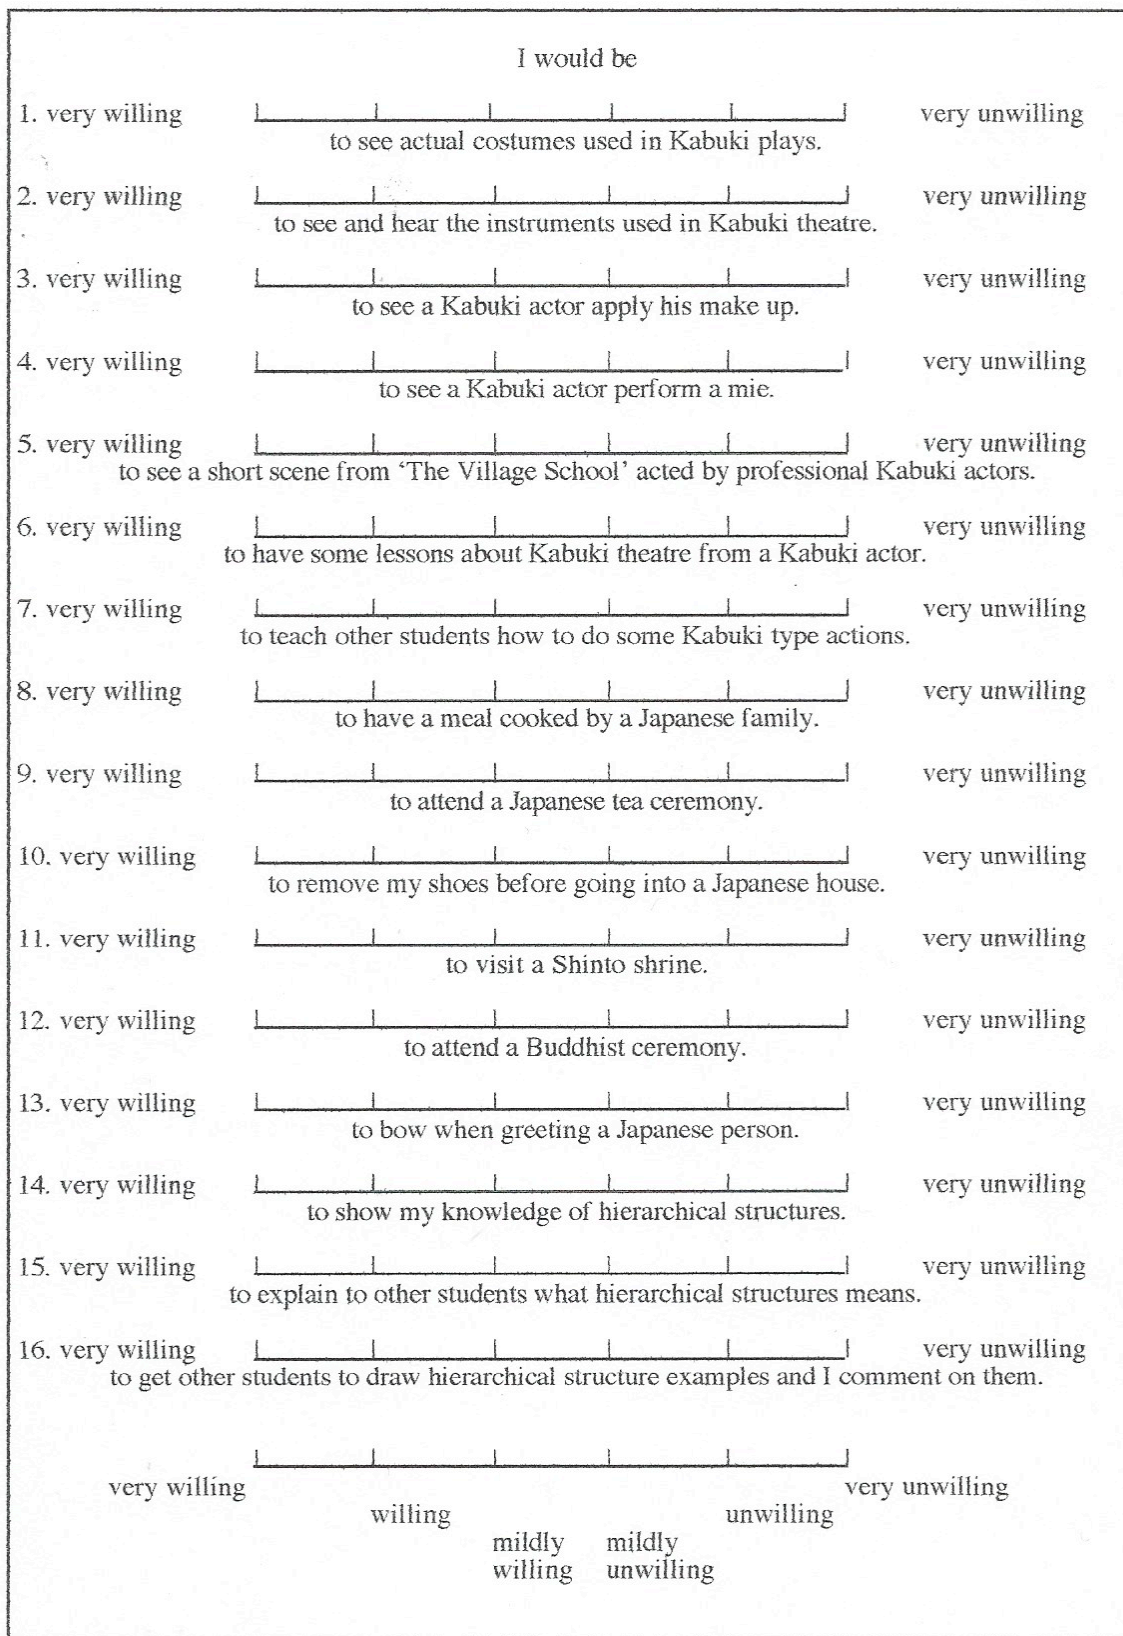 I would be
1. very willing very unwilling
to see actual costumes used in Kabuki plays.
2. very willing very unwilling
to see and hear the instruments used in Kabuki theatre.
3. very willing very unwilling
to see a Kabuki actor apply his make up.
4. very willing very unwilling
to see a Kabuki actor perform a mie.
5. very willing very unwilling
to see a short scene from ‘The Village School’ acted by professional Kabuki actors.
6. very willing very unwilling
to have some lessons about Kabuki theatre from a Kabuki actor.
7. very willing very unwilling
to teach other students how to do some Kabuki type actions.
8. very willing very unwilling
to have a meal cooked by a Japanese family.
9. very willing very unwilling
to attend a Japanese tea ceremony.
10. very willing very unwilling
to remove my shoes before going into a Japanese house.
11. very willing very unwilling
to visit a Shinto shrine.
12. very willing very unwilling
to attend a Buddhist ceremony.
13. very willing very unwilling
to bow when greeting a Japanese person.
14. very willing very unwilling
to show my knowledge of hierarchical structures.
15. very willing very unwilling
to explain to other students what hierarchical structures means.
16. very willing very unwilling
to get other students to draw hierarchical structure examples and I comment on them.
very willing very unwilling
willing unwilling
mildly mildly
willing unwilling